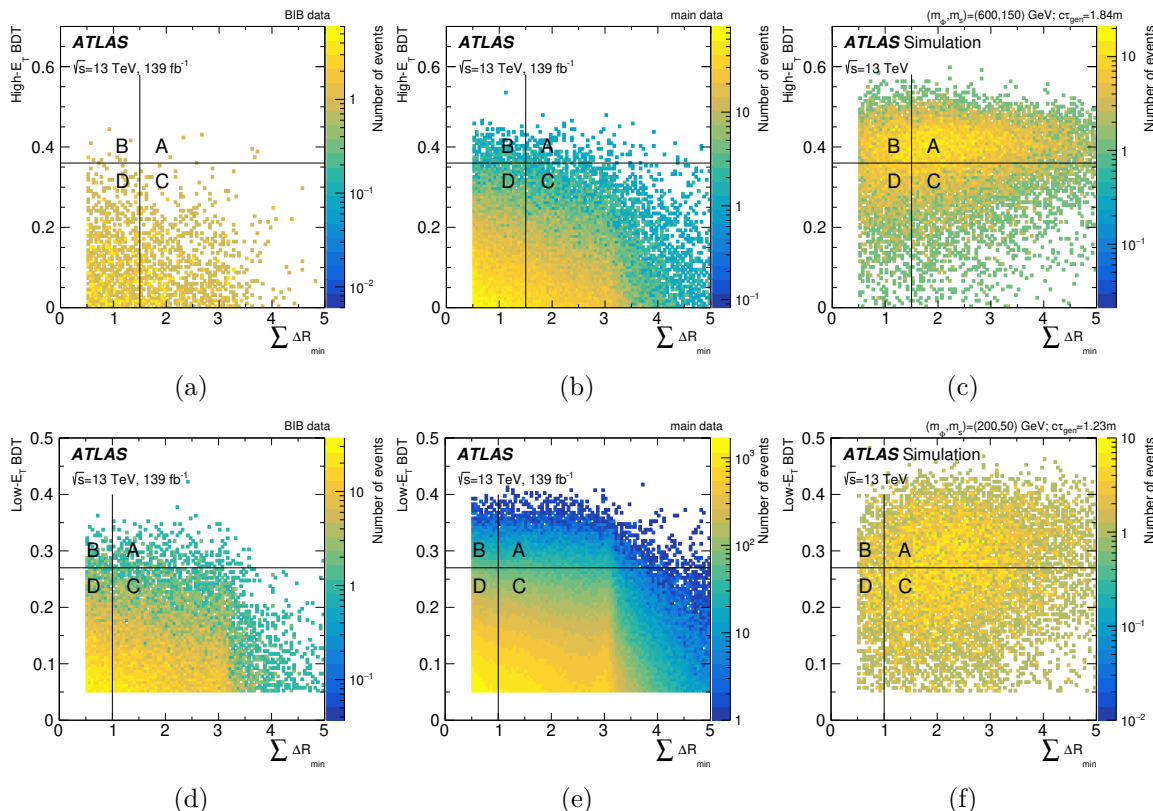 BIB data
ATLAS
√s=13 TeV, 139 fb⁻¹
High-E_T BDT
Number of events
B A
D C
0 0.2 0.4 0.6
0 1 2 3 4 5
1 10⁻¹ 10⁻²
∑ ΔR_min
(a)
main data
ATLAS
√s=13 TeV, 139 fb⁻¹
High-E_T BDT
Number of events
B A
D C
0 0.2 0.4 0.6
0 1 2 3 4 5
10 1 10⁻¹
∑ ΔR_min
(b)
(m_Φ,m_s)=(600,150) GeV; cτ_gen=1.84m
ATLAS Simulation
√s=13 TeV
High-E_T BDT
Number of events
B A
D C
0 0.2 0.4 0.6
0 1 2 3 4 5
10 1 10⁻¹
∑ ΔR_min
(c)
BIB data
ATLAS
√s=13 TeV, 139 fb⁻¹
Low-E_T BDT
Number of events
B A
D C
0 0.1 0.2 0.3 0.4 0.5
0 1 2 3 4 5
10 1 10⁻¹
∑ ΔR_min
(d)
main data
ATLAS
√s=13 TeV, 139 fb⁻¹
Low-E_T BDT
Number of events
B A
D C
0 0.1 0.2 0.3 0.4 0.5
0 1 2 3 4 5
10³ 10² 10 1
∑ ΔR_min
(e)
(m_Φ,m_s)=(200,50) GeV; cτ_gen=1.23m
ATLAS Simulation
√s=13 TeV
Low-E_T BDT
Number of events
B A
D C
0 0.1 0.2 0.3 0.4 0.5
0 1 2 3 4 5
10 1 10⁻¹ 10⁻²
∑ ΔR_min
(f)